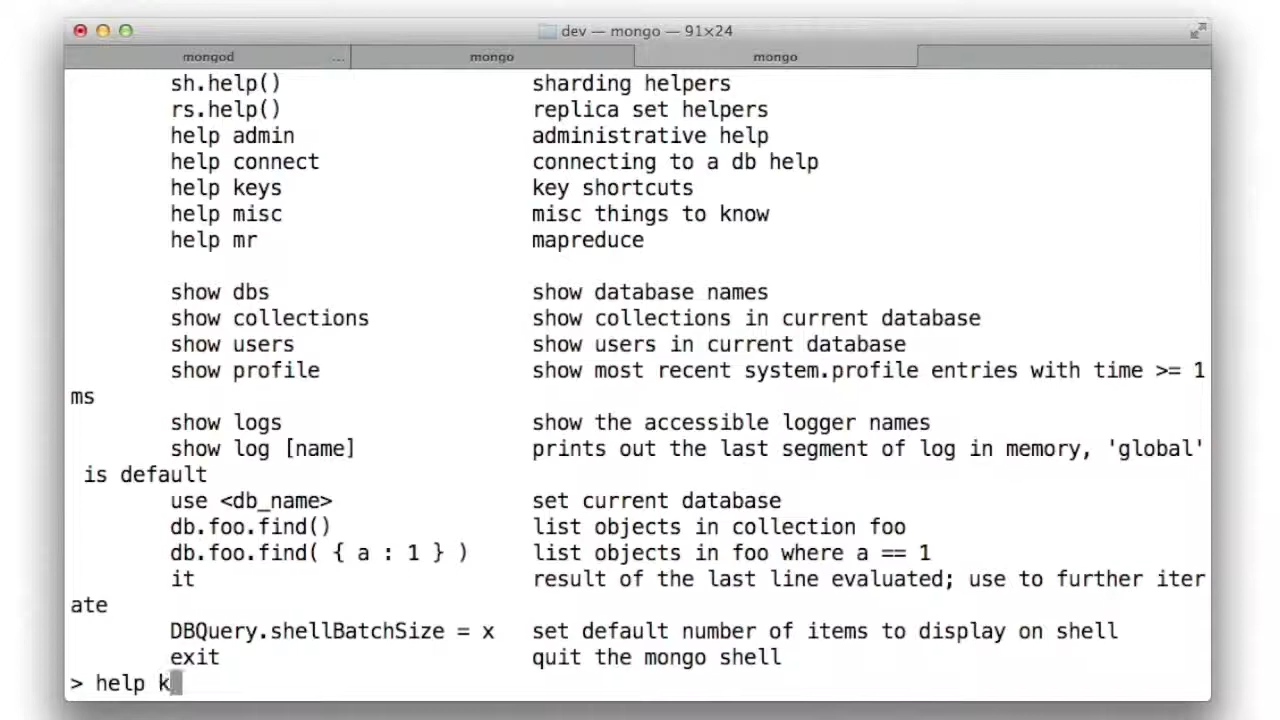 dev — mongo — 91×24
mongod ... mongo mongo
sh.help() sharding helpers
rs.help() replica set helpers
help admin administrative help
help connect connecting to a db help
help keys key shortcuts
help misc misc things to know
help mr mapreduce
show dbs show database names
show collections show collections in current database
show users show users in current database
show profile show most recent system.profile entries with time >= 1
ms
show logs show the accessible logger names
show log [name] prints out the last segment of log in memory, 'global'
is default
use <db_name> set current database
db.foo.find() list objects in collection foo
db.foo.find( { a : 1 } ) list objects in foo where a == 1
it result of the last line evaluated; use to further iter
ate
DBQuery.shellBatchSize = x set default number of items to display on shell
exit quit the mongo shell
> help k